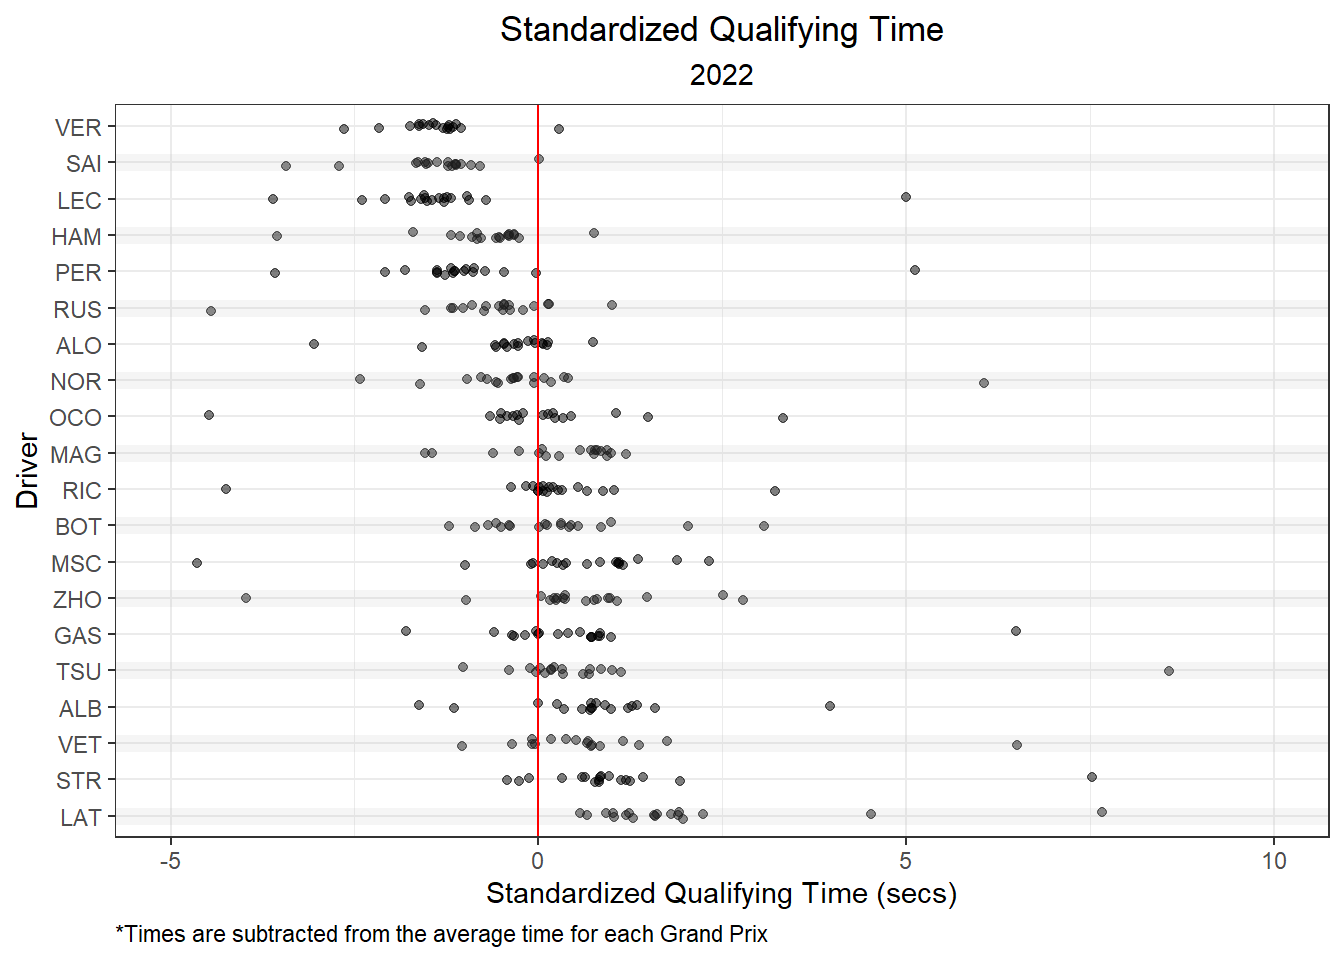 Standardized Qualifying Time
2022
VER
SAI
LEC
HAM
PER
RUS
ALO
NOR
OCO
MAG
RIC
BOT
MSC
ZHO
GAS
TSU
ALB
VET
STR
LAT
Driver
-5 0 5 10
Standardized Qualifying Time (secs)
*Times are subtracted from the average time for each Grand Prix